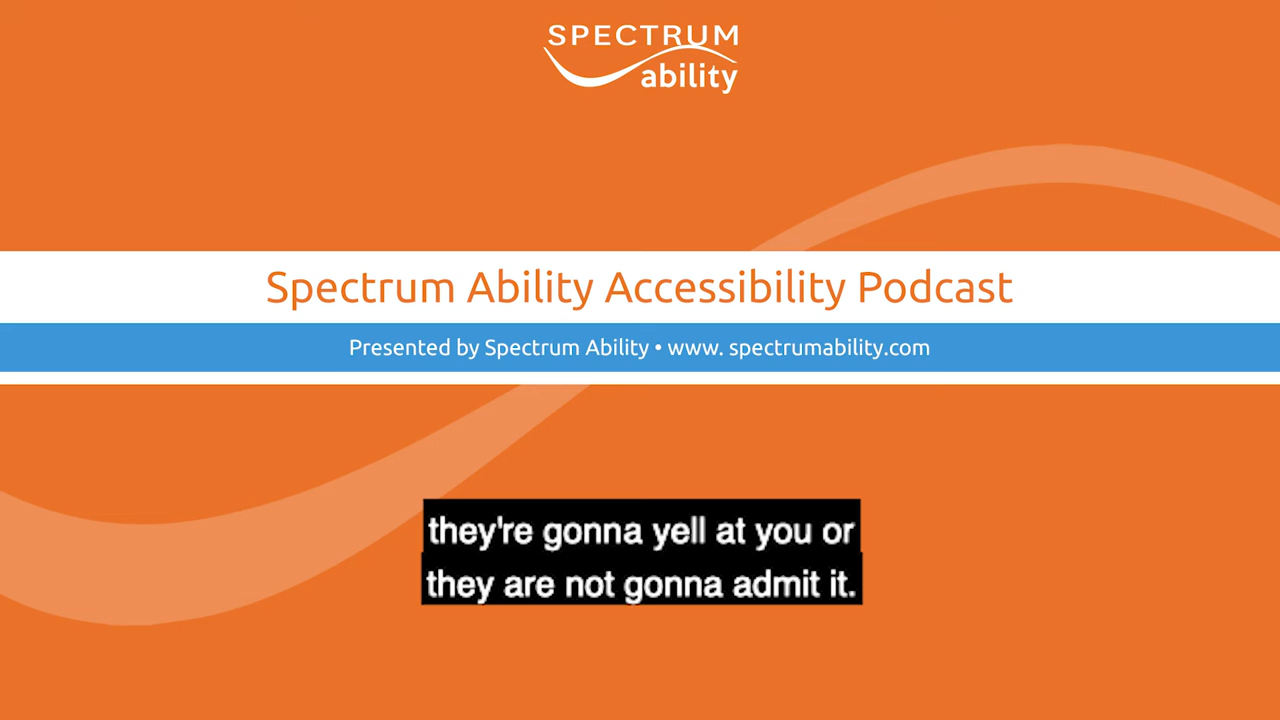 SPECTRUM
ability
Spectrum Ability Accessibility Podcast
Presented by Spectrum Ability • www. spectrumability.com
they're gonna yell at you or
they are not gonna admit it.